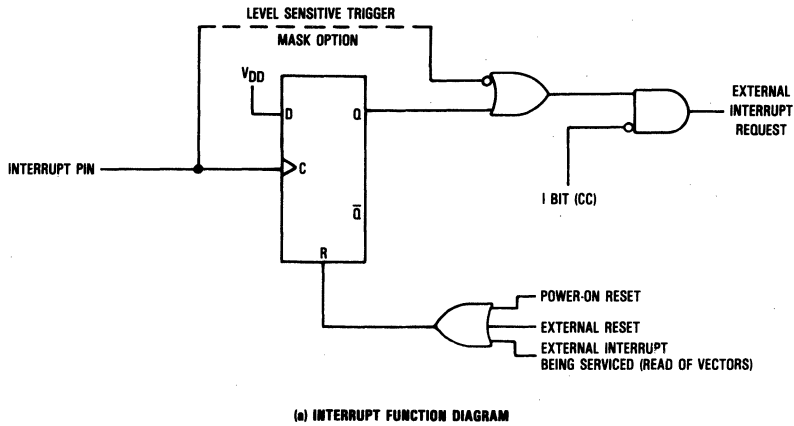 LEVEL SENSITIVE TRIGGER
MASK OPTION
VDD
D
Q
EXTERNAL
INTERRUPT
REQUEST
INTERRUPT PIN
C
I BIT (CC)
Q̅
R
POWER-ON RESET
EXTERNAL RESET
EXTERNAL INTERRUPT
BEING SERVICED (READ OF VECTORS)
(a) INTERRUPT FUNCTION DIAGRAM